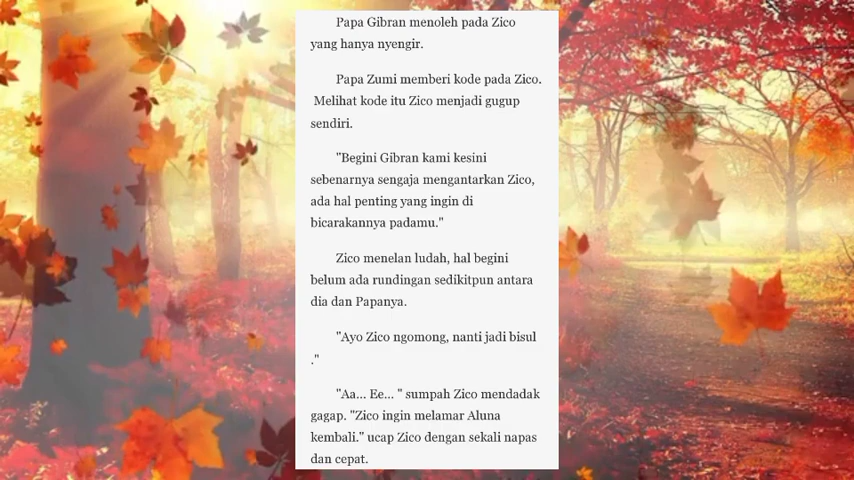 Papa Gibran menoleh pada Zico
yang hanya nyengir.
Papa Zumi memberi kode pada Zico.
Melihat kode itu Zico menjadi gugup
sendiri.
"Begini Gibran kami kesini
sebenarnya sengaja mengantarkan Zico,
ada hal penting yang ingin di
bicarakannya padamu."
Zico menelan ludah, hal begini
belum ada rundingan sedikitpun antara
dia dan Papanya.
"Ayo Zico ngomong, nanti jadi bisul
."
"Aa... Ee... " sumpah Zico mendadak
gagap. "Zico ingin melamar Aluna
kembali." ucap Zico dengan sekali napas
dan cepat.